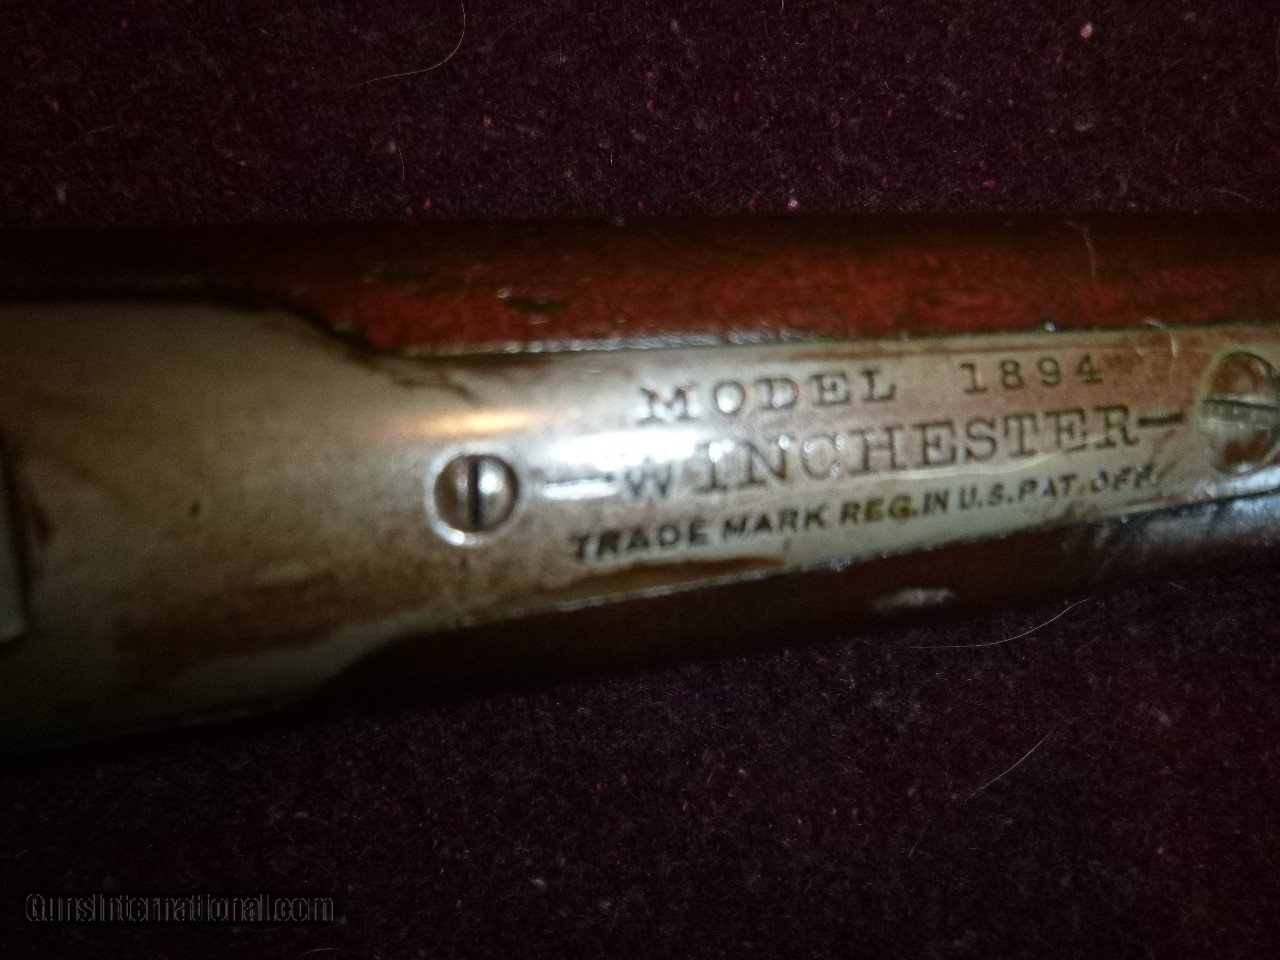 MODEL 1894
—WINCHESTER—
TRADE MARK REG.IN U.S.PAT.OFF.
GunsInternational.com